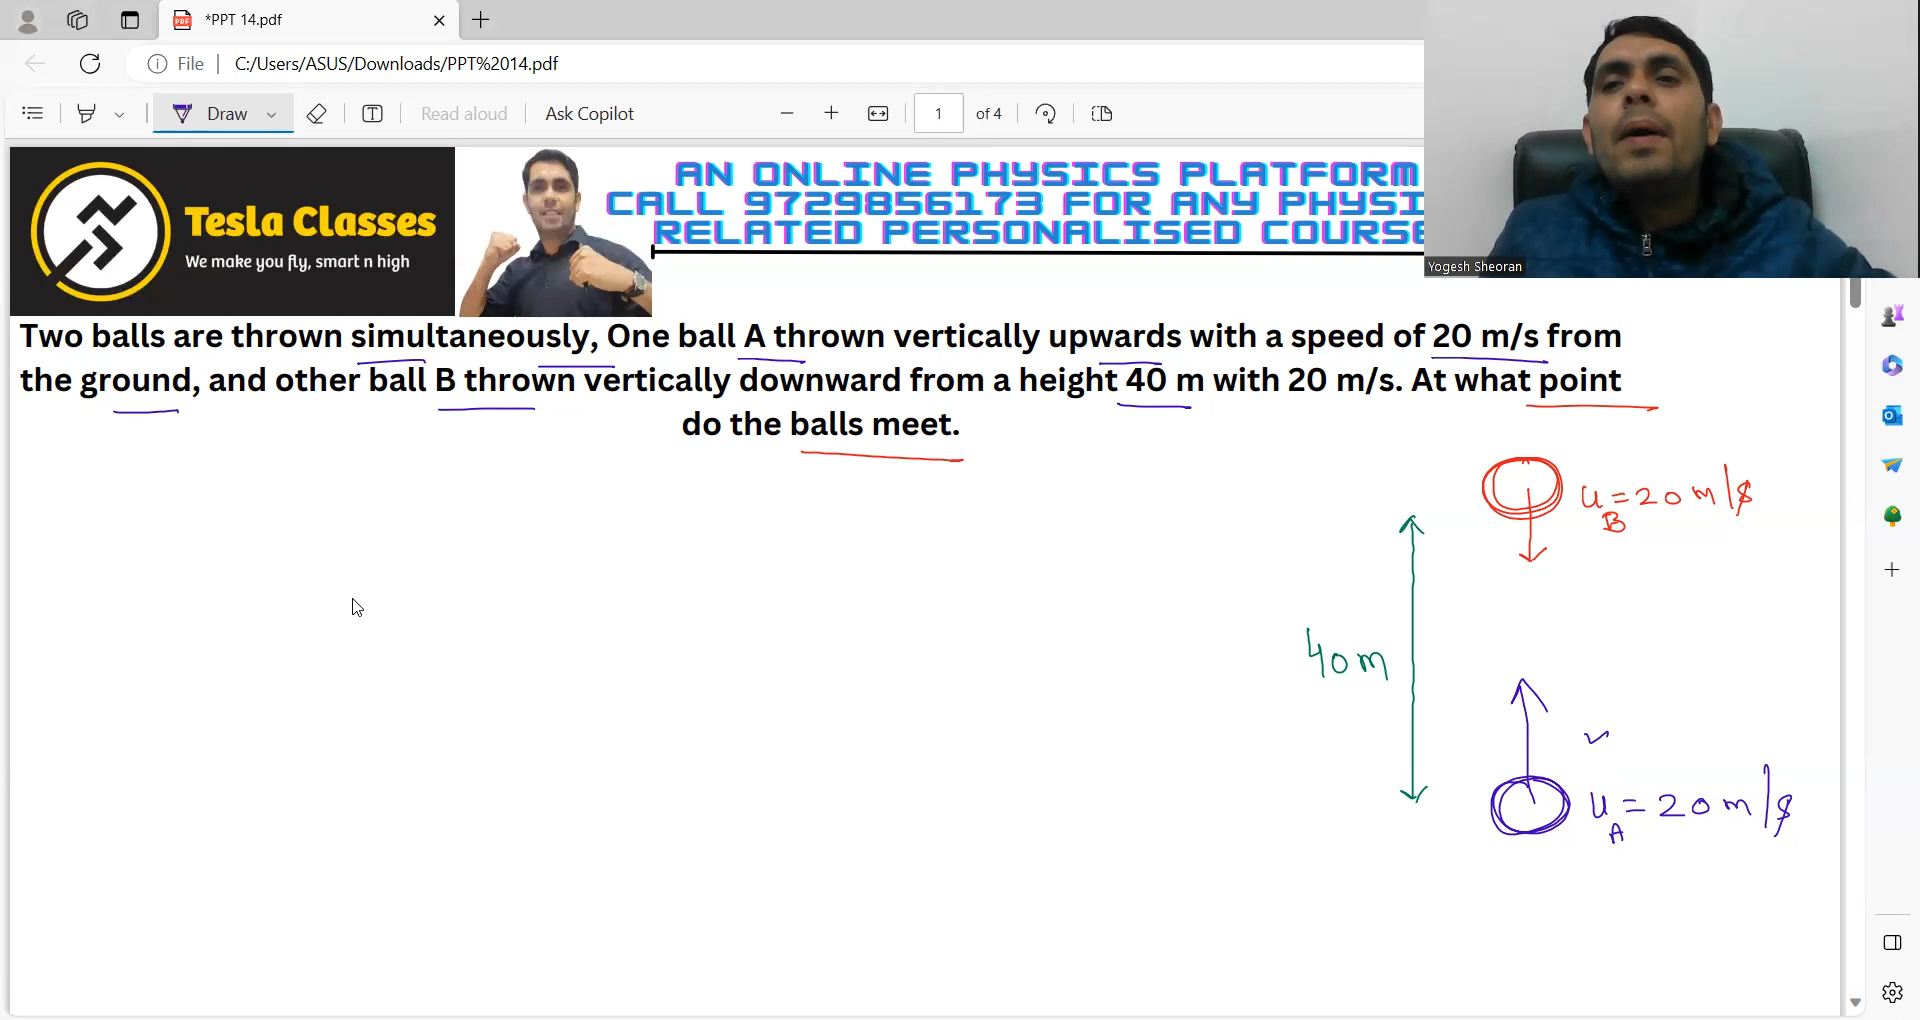 *PPT 14.pdf
File
C:/Users/ASUS/Downloads/PPT%2014.pdf
Draw
Read aloud
Ask Copilot
1
of 4
Tesla Classes
We make you fly, smart n high
AN ONLINE PHYSICS PLATFORM
CALL 9729856173 FOR ANY PHYSI
RELATED PERSONALISED COURSE
Yogesh Sheoran
Two balls are thrown simultaneously, One ball A thrown vertically upwards with a speed of 20 m/s from
the ground, and other ball B thrown vertically downward from a height 40 m with 20 m/s. At what point
do the balls meet.
u_B = 20 m/s
40 m
u_A = 20 m/s